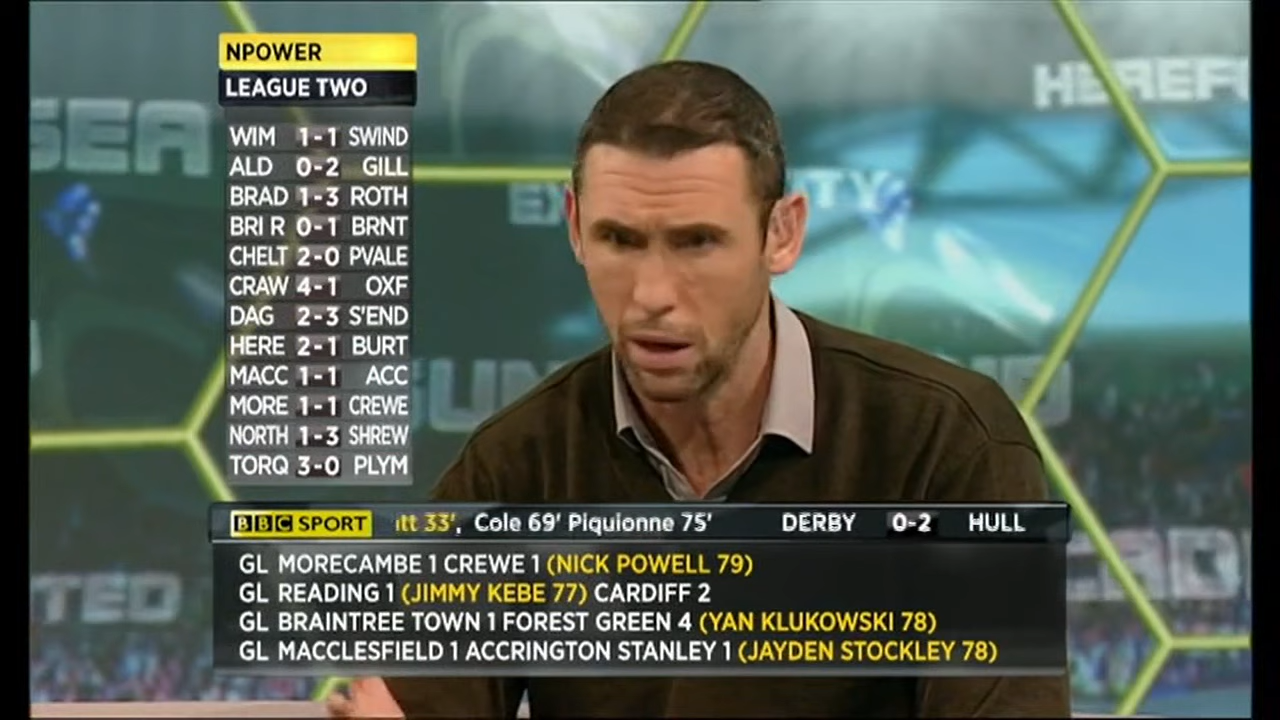 NPOWER
LEAGUE TWO
WIM 1-1 SWIND
ALD 0-2 GILL
BRAD 1-3 ROTH
BRI R 0-1 BRNT
CHELT 2-0 PVALE
CRAW 4-1 OXF
DAG 2-3 S'END
HERE 2-1 BURT
MACC 1-1 ACC
MORE 1-1 CREWE
NORTH 1-3 SHREW
TORQ 3-0 PLYM
BBC SPORT itt 33', Cole 69' Piquionne 75' DERBY 0-2 HULL
GL MORECAMBE 1 CREWE 1 (NICK POWELL 79)
GL READING 1 (JIMMY KEBE 77) CARDIFF 2
GL BRAINTREE TOWN 1 FOREST GREEN 4 (YAN KLUKOWSKI 78)
GL MACCLESFIELD 1 ACCRINGTON STANLEY 1 (JAYDEN STOCKLEY 78)